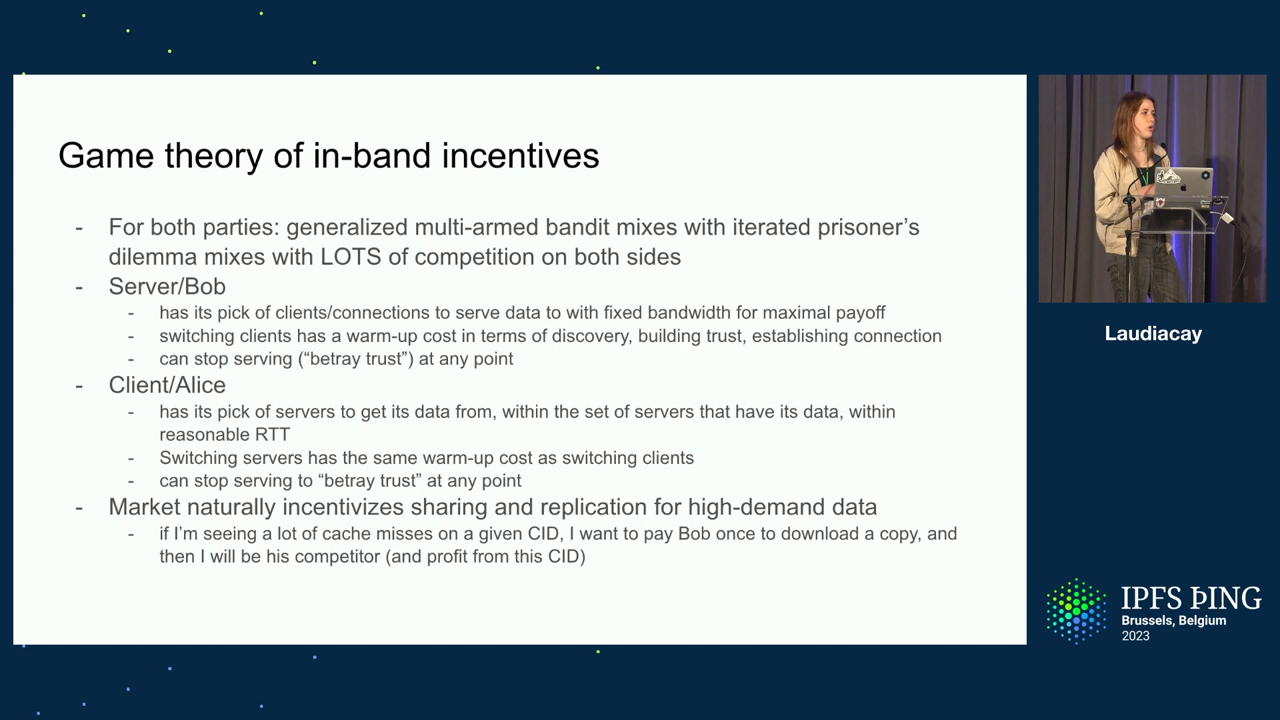 Game theory of in-band incentives
- For both parties: generalized multi-armed bandit mixes with iterated prisoner’s
dilemma mixes with LOTS of competition on both sides
- Server/Bob
- has its pick of clients/connections to serve data to with fixed bandwidth for maximal payoff
- switching clients has a warm-up cost in terms of discovery, building trust, establishing connection
- can stop serving (“betray trust”) at any point
- Client/Alice
- has its pick of servers to get its data from, within the set of servers that have its data, within
reasonable RTT
- Switching servers has the same warm-up cost as switching clients
- can stop serving to “betray trust” at any point
- Market naturally incentivizes sharing and replication for high-demand data
- if I’m seeing a lot of cache misses on a given CID, I want to pay Bob once to download a copy, and
then I will be his competitor (and profit from this CID)
Laudiacay
IPFS ÞING
Brussels, Belgium
2023